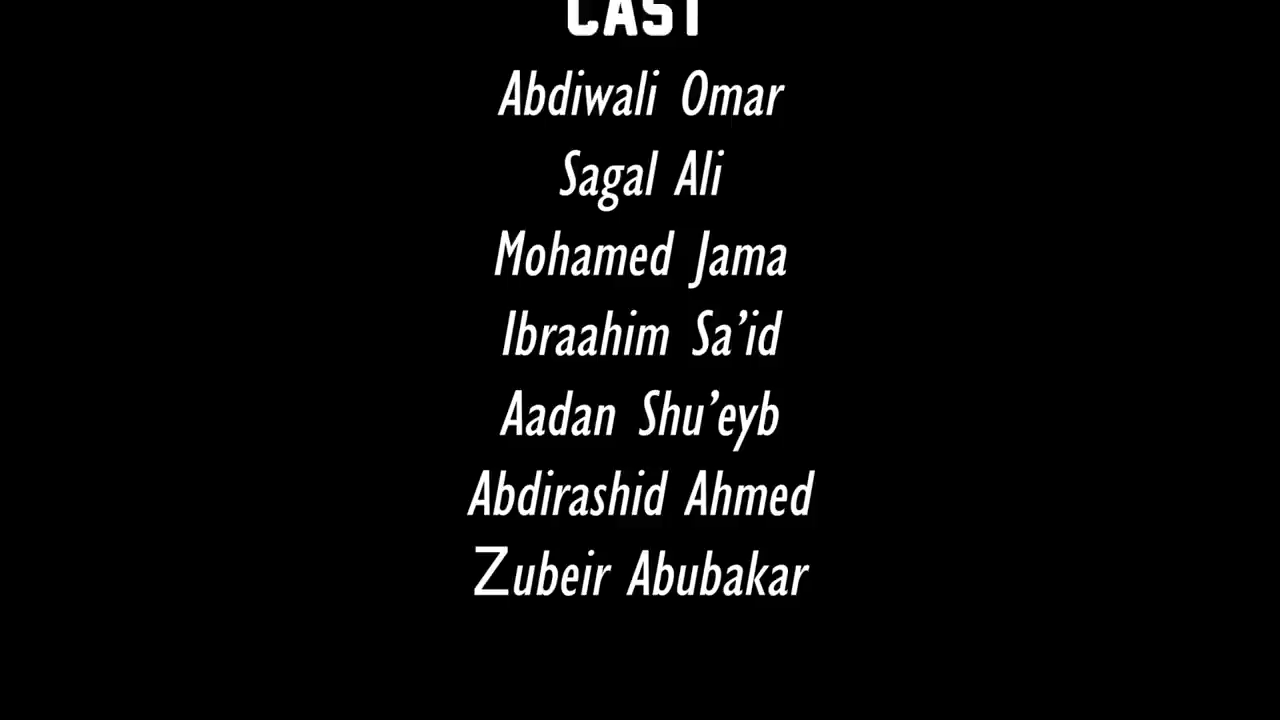 CAST
Abdiwali Omar
Sagal Ali
Mohamed Jama
Ibraahim Sa’id
Aadan Shu’eyb
Abdirashid Ahmed
Zubeir Abubakar